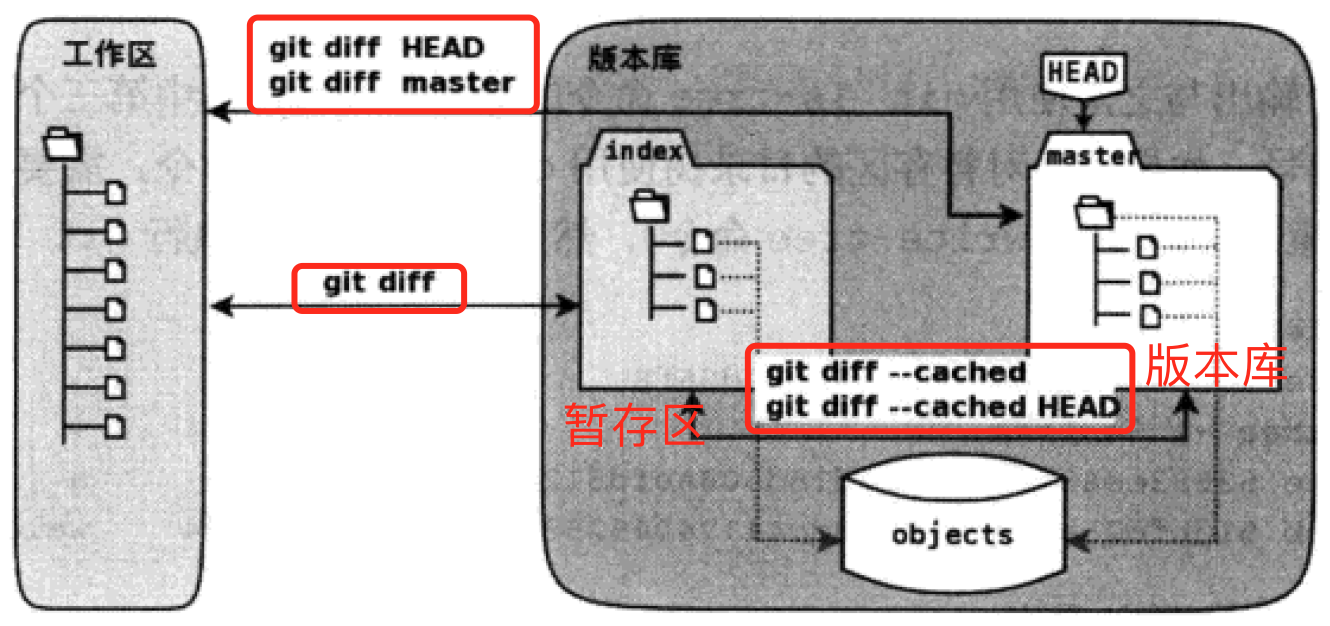 工作区
git diff HEAD
git diff master
版本库
HEAD
index
master
git diff
git diff --cached
git diff --cached HEAD
版本库
暂存区
objects